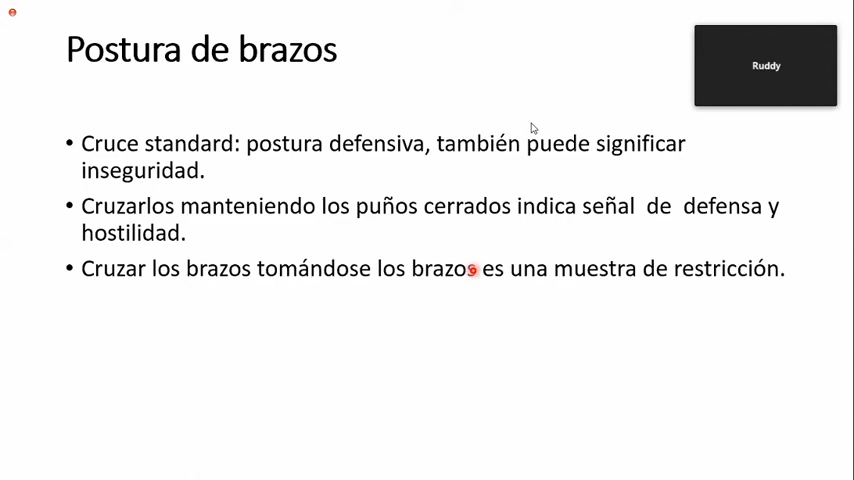 Postura de brazos
Ruddy
• Cruce standard: postura defensiva, también puede significar
inseguridad.
• Cruzarlos manteniendo los puños cerrados indica señal  de  defensa y
hostilidad.
• Cruzar los brazos tomándose los brazos es una muestra de restricción.